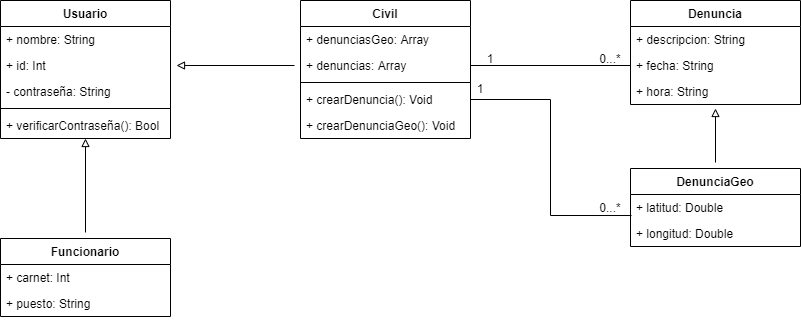 Usuario
+ nombre: String
+ id: Int
- contraseña: String
+ verificarContraseña(): Bool
Civil
+ denunciasGeo: Array
+ denuncias: Array
+ crearDenuncia(): Void
+ crearDenunciaGeo(): Void
1
0...*
1
0...*
Denuncia
+ descripcion: String
+ fecha: String
+ hora: String
DenunciaGeo
+ latitud: Double
+ longitud: Double
Funcionario
+ carnet: Int
+ puesto: String